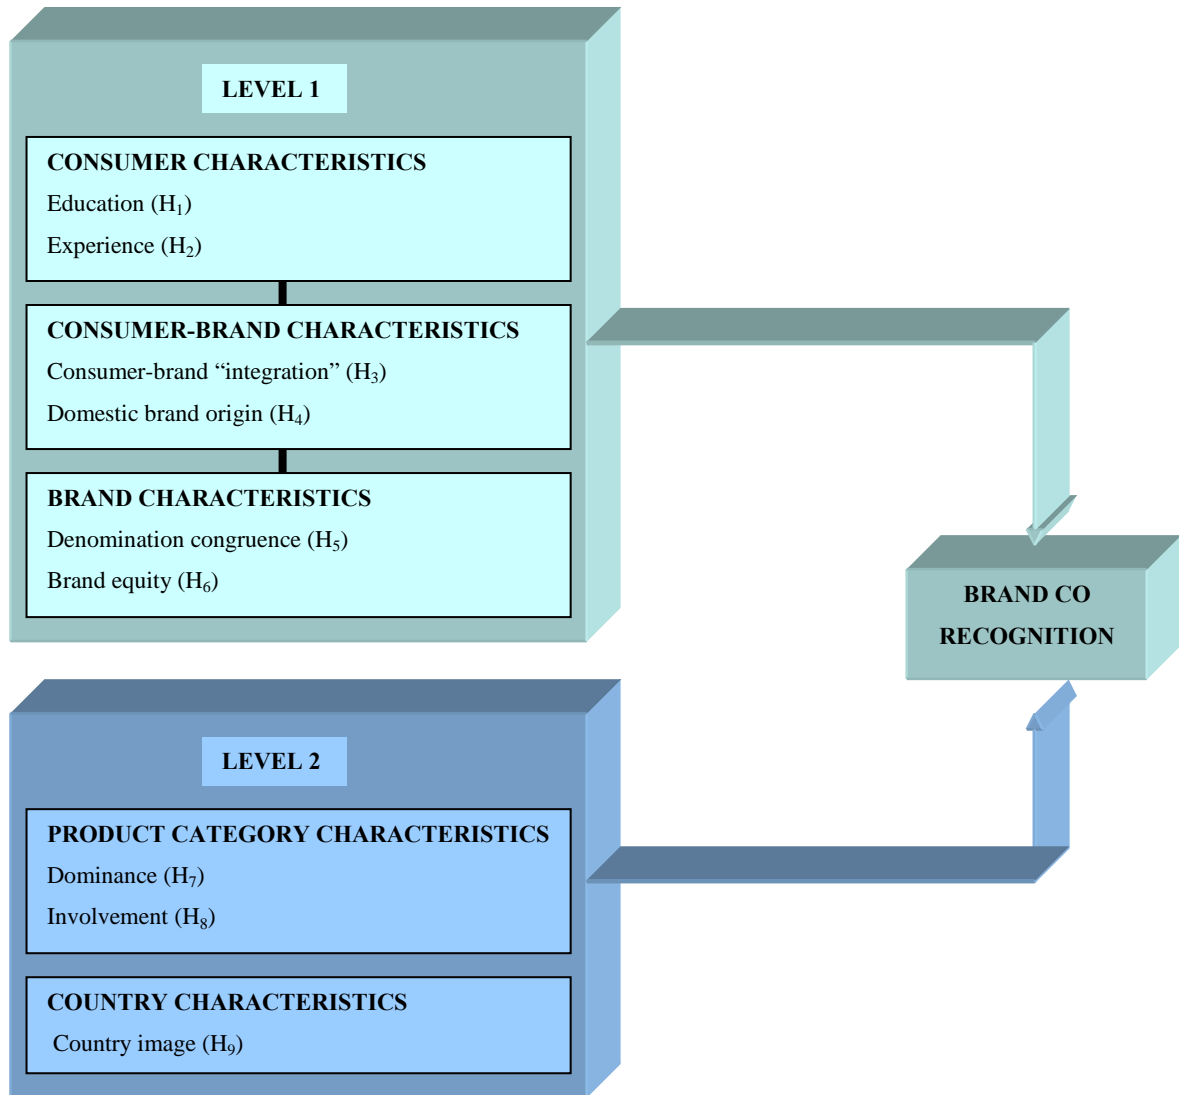 LEVEL 1
CONSUMER CHARACTERISTICS
Education (H₁)
Experience (H₂)
CONSUMER-BRAND CHARACTERISTICS
Consumer-brand “integration” (H₃)
Domestic brand origin (H₄)
BRAND CHARACTERISTICS
Denomination congruence (H₅)
Brand equity (H₆)
BRAND CO
RECOGNITION
LEVEL 2
PRODUCT CATEGORY CHARACTERISTICS
Dominance (H₇)
Involvement (H₈)
COUNTRY CHARACTERISTICS
Country image (H₉)